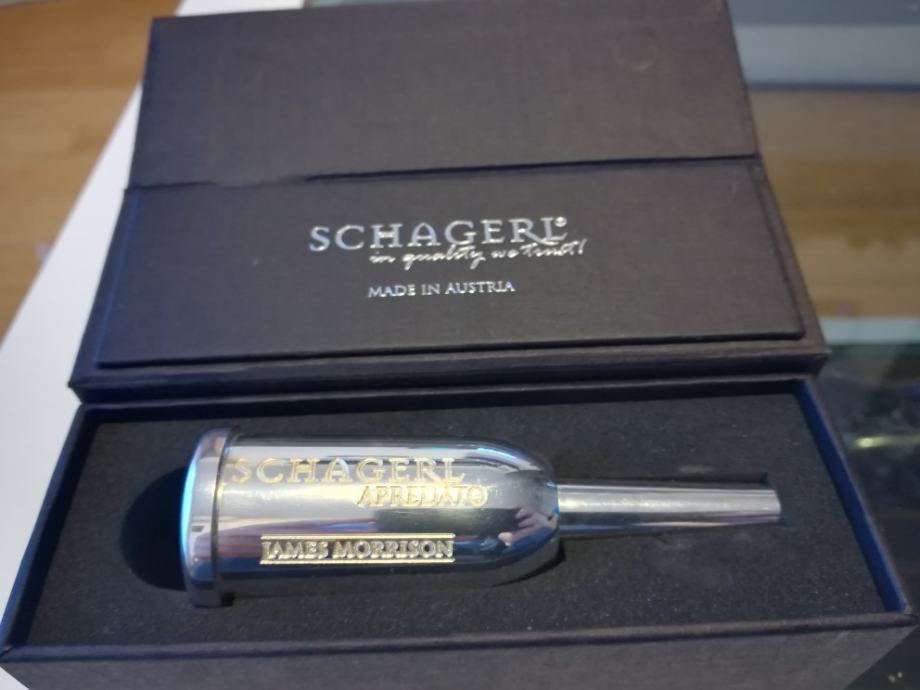 SCHAGERL®
in quality we trust!
MADE IN AUSTRIA
SCHAGERL
APREDATO
JAMES MORRISON